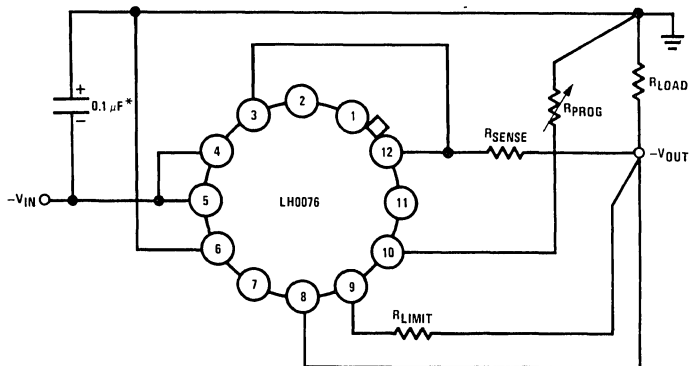 +
0.1 µF*
−
RLOAD
RPROG
RSENSE
−VOUT
−VIN
LH0076
RLIMIT
1
2
3
4
5
6
7
8
9
10
11
12